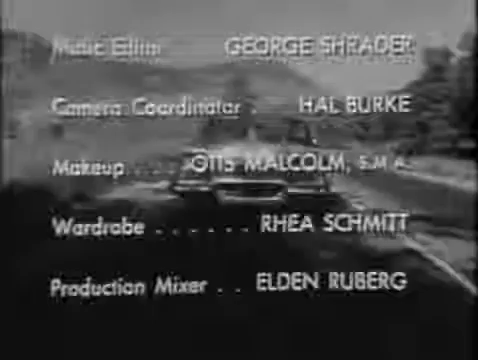 Music Editor GEORGE SHRADER
Camera Coordinator . HAL BURKE
Makeup . . . . OTIS MALCOLM, S.M.A.
Wardrobe . . . . . . RHEA SCHMITT
Production Mixer . . ELDEN RUBERG